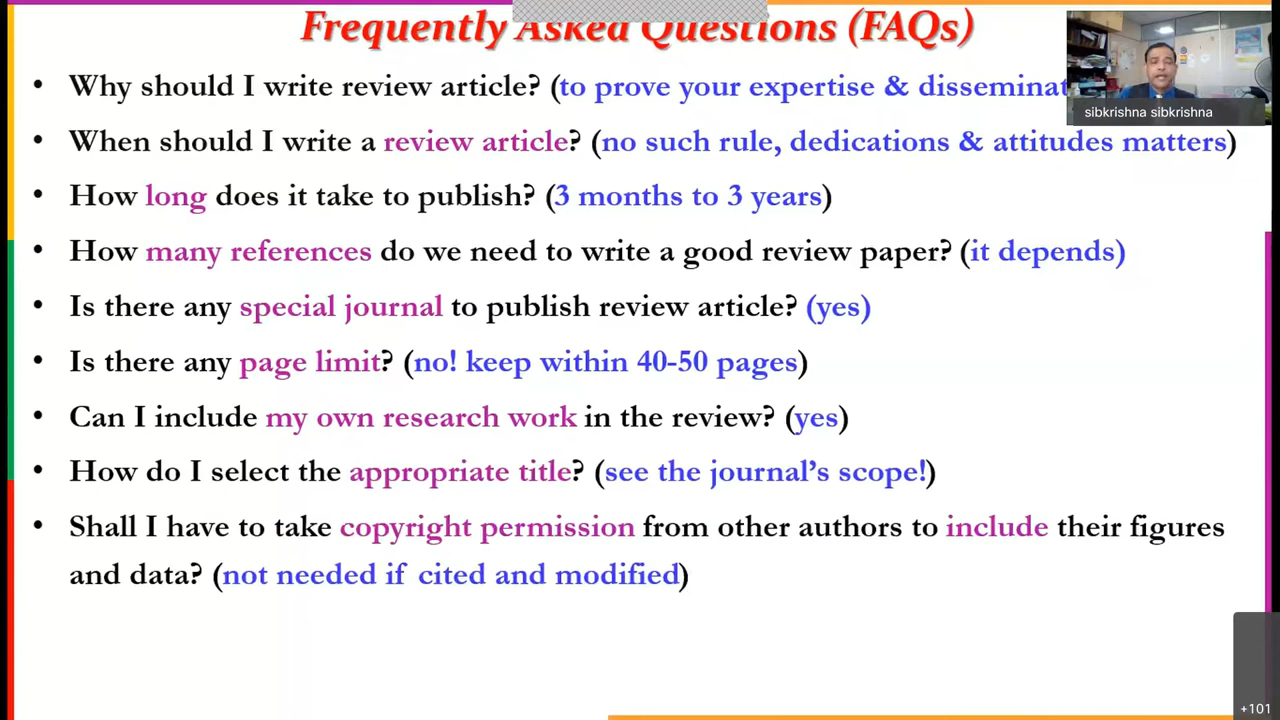 Frequently Asked Questions (FAQs)
• Why should I write review article? (to prove your expertise &
sibkrishna sibkrishna
• When should I write a review article? (no such rule, dedications & attitudes matters)
• How long does it take to publish? (3 months to 3 years)
• How many references do we need to write a good review paper? (it depends)
• Is there any special journal to publish review article? (yes)
• Is there any page limit? (no! keep within 40-50 pages)
• Can I include my own research work in the review? (yes)
• How do I select the appropriate title? (see the journal’s scope!)
• Shall I have to take copyright permission from other authors to include their figures
and data? (not needed if cited and modified)
+101